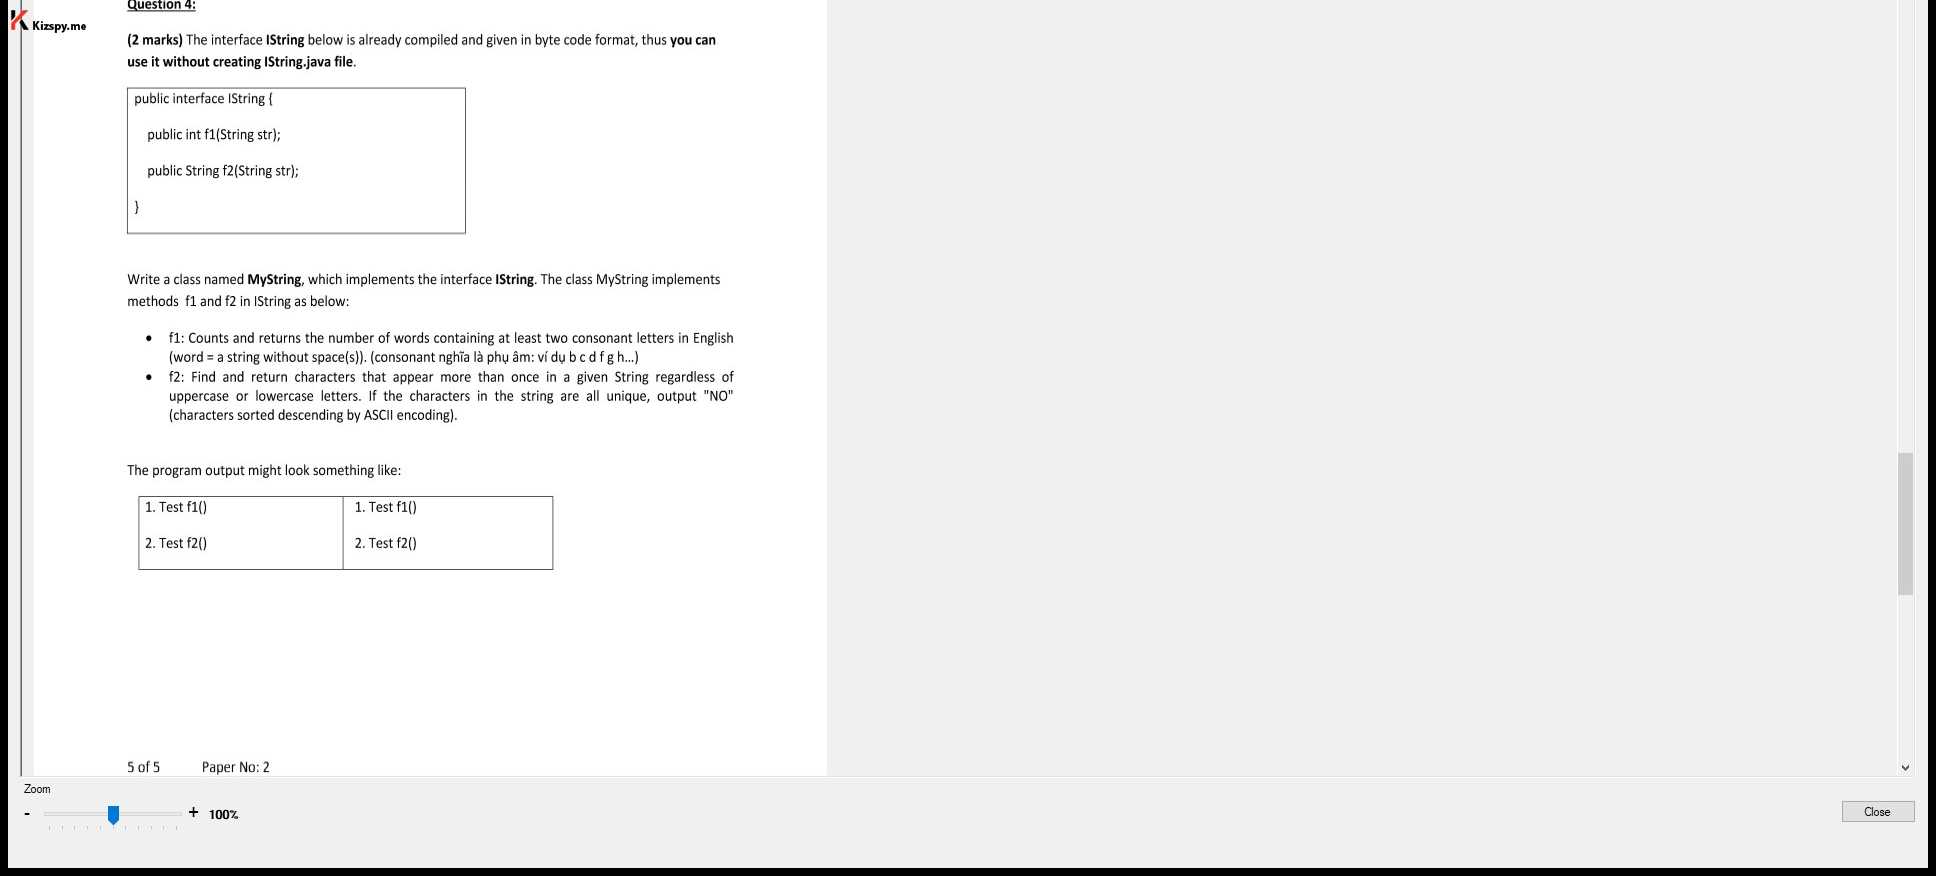 Question 4:
Kizspy.me
(2 marks) The interface IString below is already compiled and given in byte code format, thus you can
use it without creating IString.java file.
public interface IString {
public int f1(String str);
public String f2(String str);
}
Write a class named MyString, which implements the interface IString. The class MyString implements
methods f1 and f2 in IString as below:
• f1: Counts and returns the number of words containing at least two consonant letters in English
(word = a string without space(s)). (consonant nghĩa là phụ âm: ví dụ b c d f g h...)
• f2: Find and return characters that appear more than once in a given String regardless of
uppercase or lowercase letters. If the characters in the string are all unique, output "NO"
(characters sorted descending by ASCII encoding).
The program output might look something like:
1. Test f1() 1. Test f1()
2. Test f2() 2. Test f2()
5 of 5 Paper No: 2
Zoom
- + 100%
Close